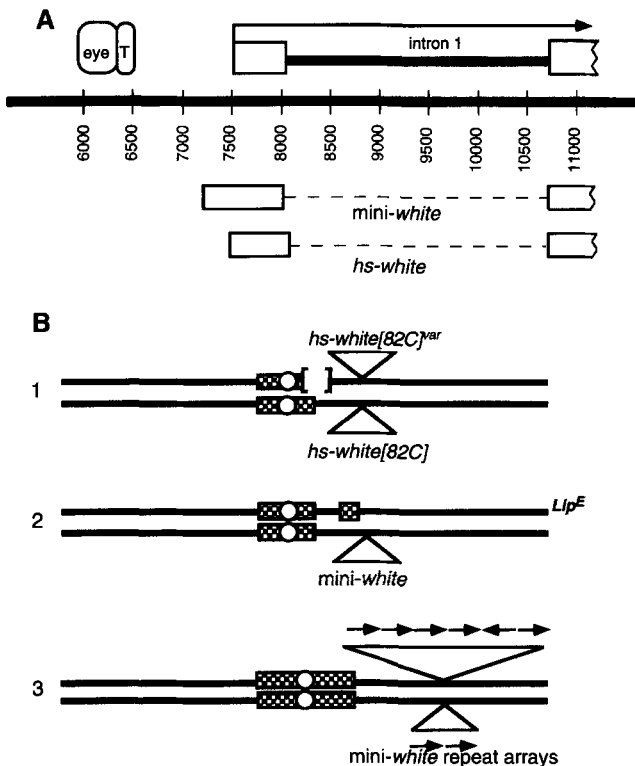 A
eye T
intron 1
6000 6500 7000 7500 8000 8500 9000 9500 10000 10500 11000
mini-white
hs-white
B
hs-white[82C]var
1
hs-white[82C]
2
LipE
mini-white
3
mini-white repeat arrays